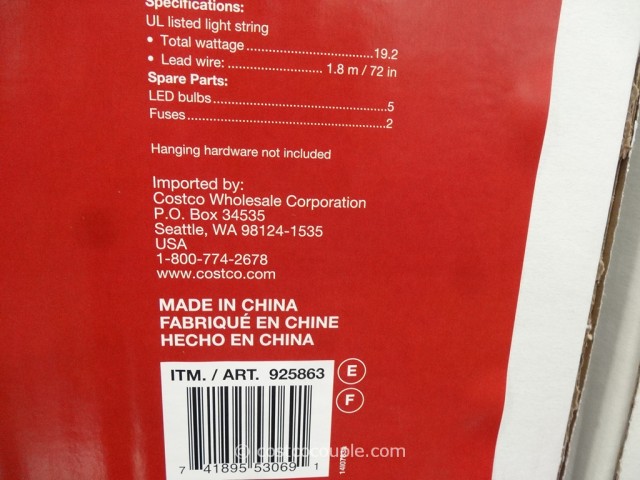 Specifications:
UL listed light string
• Total wattage..............................19.2
• Lead wire:........................ 1.8 m / 72 in
Spare Parts:
LED bulbs..........................................5
Fuses................................................2
Hanging hardware not included
Imported by:
Costco Wholesale Corporation
P.O. Box 34535
Seattle, WA 98124-1535
USA
1-800-774-2678
www.costco.com
MADE IN CHINA
FABRIQUÉ EN CHINE
HECHO EN CHINA
ITM. / ART. 925863
E
F
© costcocouple.com
7 41895 53069 1